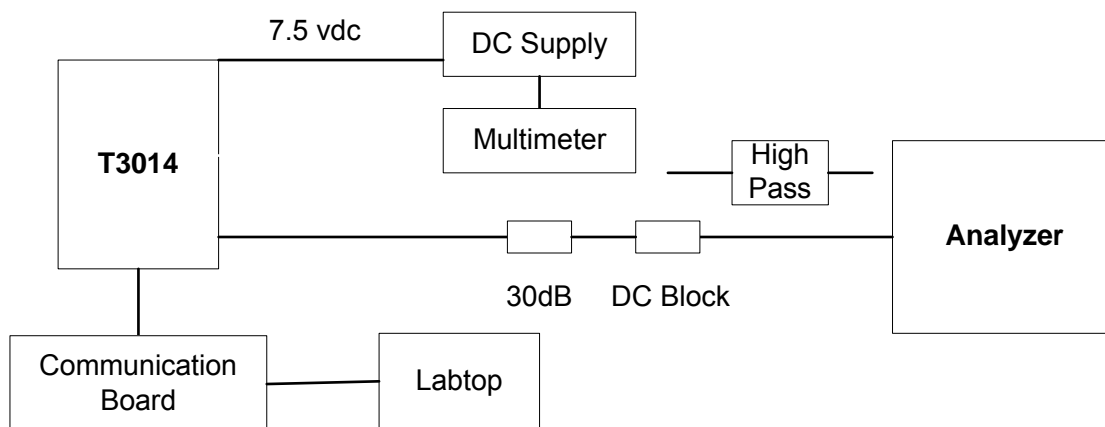 7.5 vdc
DC Supply
Multimeter
T3014
High
Pass
Analyzer
30dB
DC Block
Communication
Board
Labtop